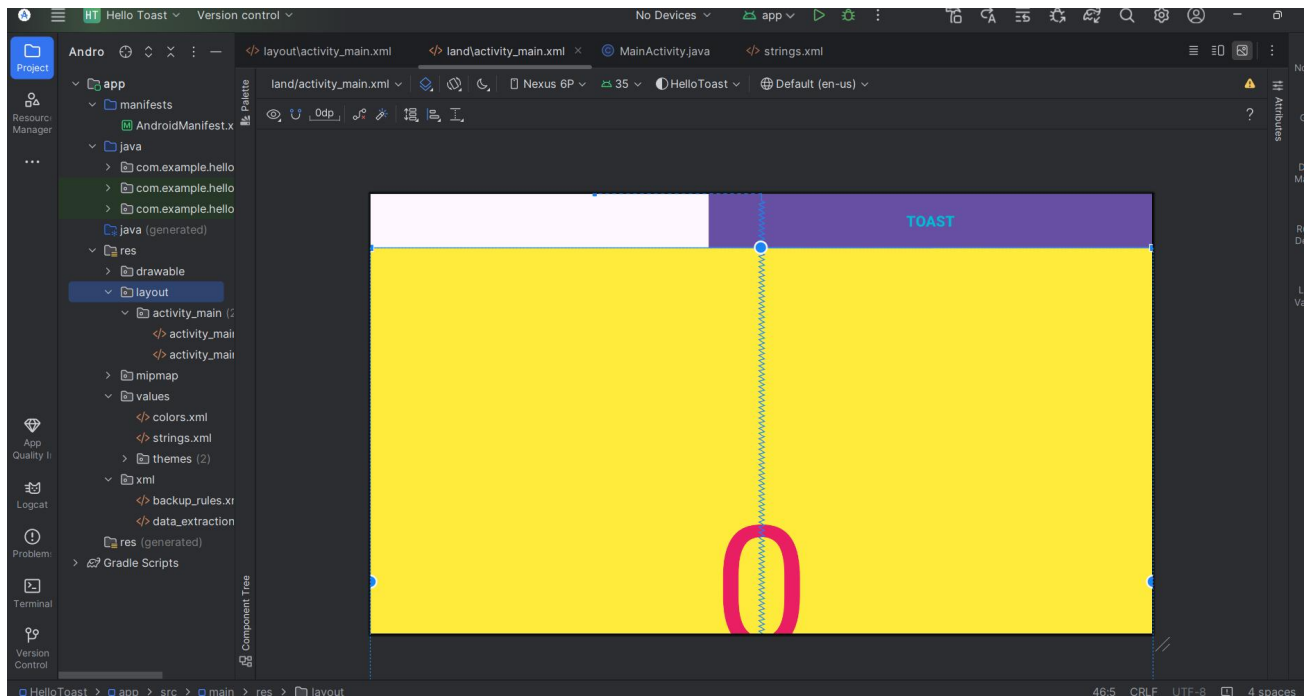 HT Hello Toast Version control No Devices app
Project
Andro
layout\activity_main.xml
land\activity_main.xml
MainActivity.java
strings.xml
land/activity_main.xml
Nexus 6P
35
HelloToast
Default (en-us)
0dp
?
Palette
Attributes
Component Tree
Resourc
Manager
App
Quality I
Logcat
Problem
Terminal
Version
Control
app
manifests
AndroidManifest.x
java
com.example.hello
com.example.hello
com.example.hello
java (generated)
res
drawable
layout
activity_main (2
activity_mai
activity_mai
mipmap
values
colors.xml
strings.xml
themes (2)
xml
backup_rules.x
data_extraction
res (generated)
Gradle Scripts
TOAST
0
HelloToast > app > src > main > res > layout
46:5 CRLF UTF-8 4 spaces